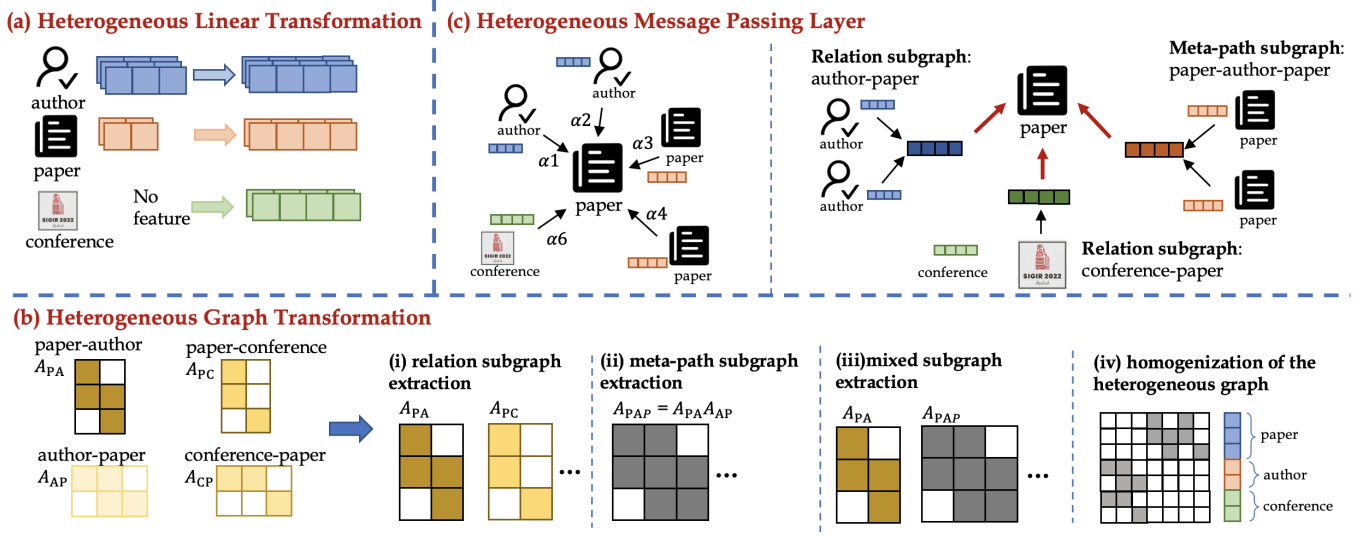 (a) Heterogeneous Linear Transformation
author
paper
No
feature
SIGIR 2022
conference
(c) Heterogeneous Message Passing Layer
author
author
α2
α1
α3
paper
paper
α4
α6
conference
paper
Relation subgraph:
author-paper
author
author
paper
Meta-path subgraph:
paper-author-paper
paper
paper
conference
SIGIR 2022
Relation subgraph:
conference-paper
(b) Heterogeneous Graph Transformation
paper-author
A_PA
paper-conference
A_PC
author-paper
A_AP
conference-paper
A_CP
(i) relation subgraph
extraction
A_PA
A_PC
...
(ii) meta-path subgraph
extraction
A_PAP = A_PA A_AP
...
(iii)mixed subgraph
extraction
A_PA
A_PAP
...
(iv) homogenization of the
heterogeneous graph
paper
author
conference